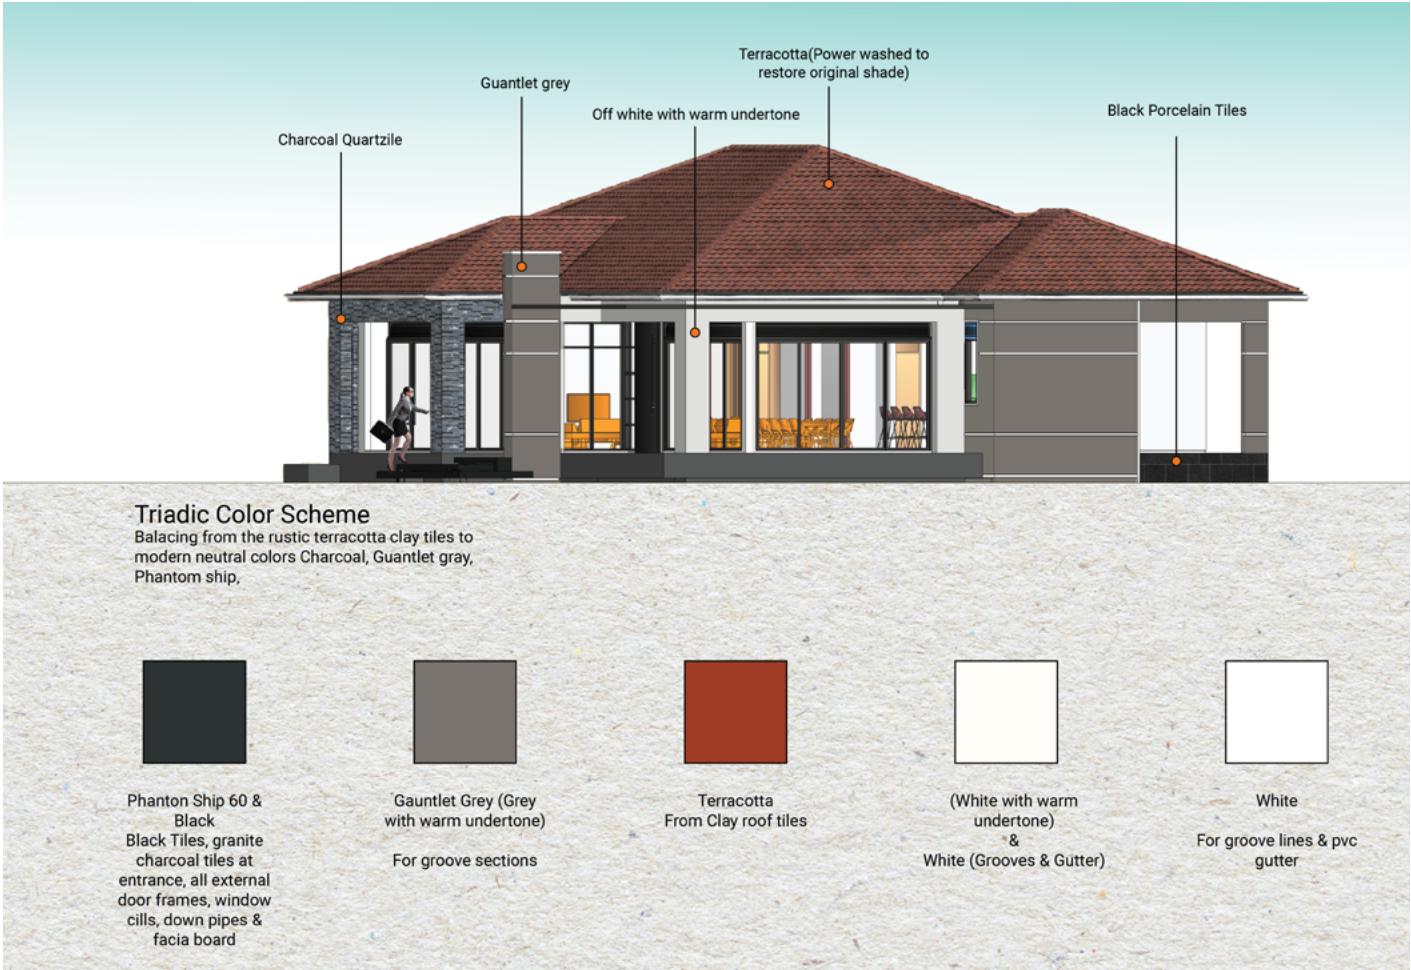 Terracotta(Power washed to
restore original shade)
Guantlet grey
Off white with warm undertone
Black Porcelain Tiles
Charcoal Quartzile
Triadic Color Scheme
Balacing from the rustic terracotta clay tiles to
modern neutral colors Charcoal, Guantlet gray,
Phantom ship,
Phanton Ship 60 &
Black
Black Tiles, granite
charcoal tiles at
entrance, all external
door frames, window
cills, down pipes &
facia board
Gauntlet Grey (Grey
with warm undertone)
For groove sections
Terracotta
From Clay roof tiles
(White with warm
undertone)
&
White (Grooves & Gutter)
White
For groove lines & pvc
gutter